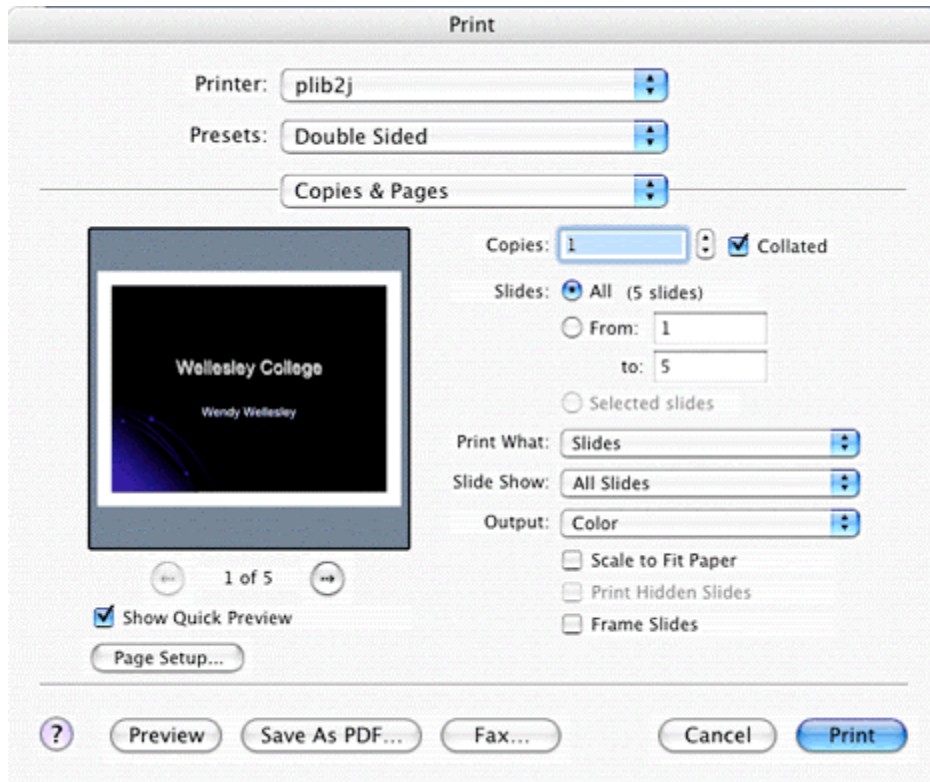 Print
Printer: plib2j
Presets: Double Sided
Copies & Pages
Copies: 1 Collated
Slides: All (5 slides)
From: 1
to: 5
Selected slides
Print What: Slides
Slide Show: All Slides
Output: Color
Scale to Fit Paper
Print Hidden Slides
Frame Slides
Wellesley College
Wendy Wellesley
1 of 5
Show Quick Preview
Page Setup...
? Preview Save As PDF... Fax... Cancel Print